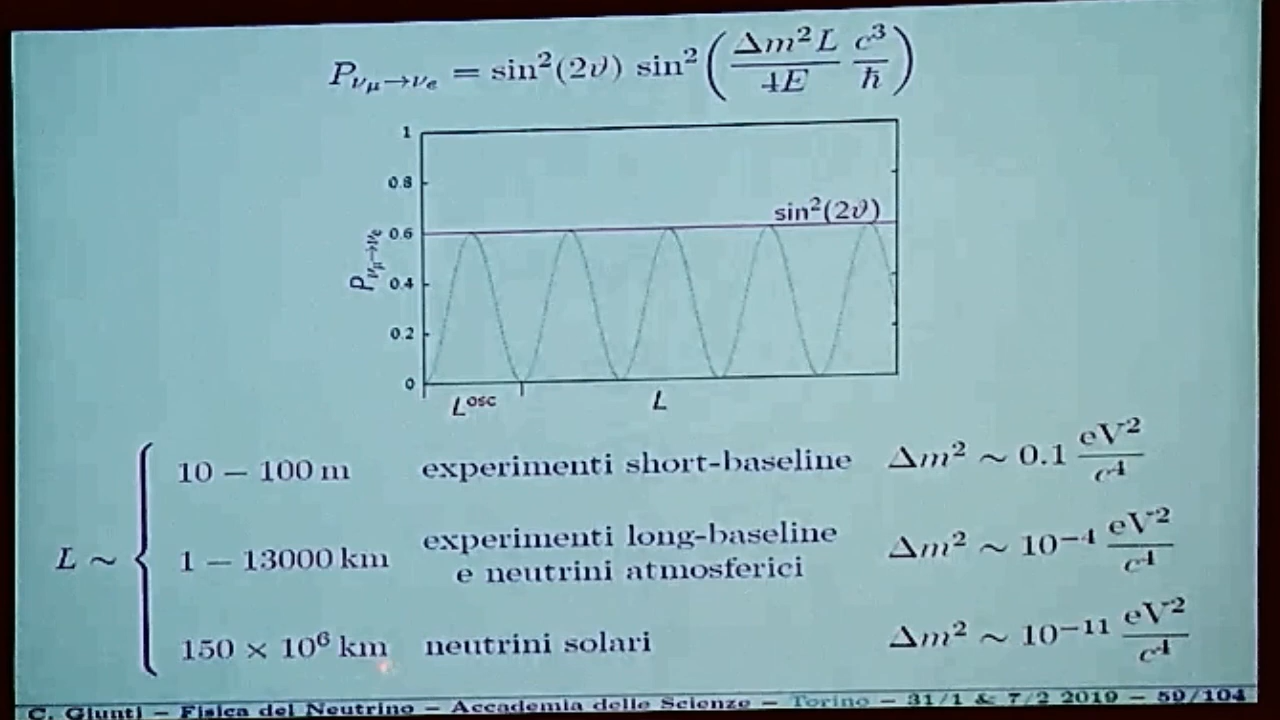 P_{ν_μ→ν_e} = sin²(2ϑ) sin²(Δm²L/4E c³/ħ)
1
0.8
sin²(2ϑ)
0.6
P_{ν_μ→ν_e}
0.4
0.2
0
L^{osc} L
10 – 100 m experimenti short-baseline Δm² ∼ 0.1 eV²/c⁴
L ∼ 1 – 13000 km experimenti long-baseline e neutrini atmosferici Δm² ∼ 10⁻⁴ eV²/c⁴
150 × 10⁶ km neutrini solari Δm² ∼ 10⁻¹¹ eV²/c⁴
C. Giunti – Fisica del Neutrino – Accademia delle Scienze – Torino – 31/1 & 7/2 2019 – 59/104